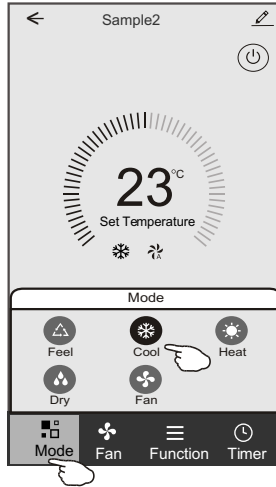 Sample2
23°C
Set Temperature
A
Mode
Feel Cool Heat
Dry Fan
Mode Fan Function Timer